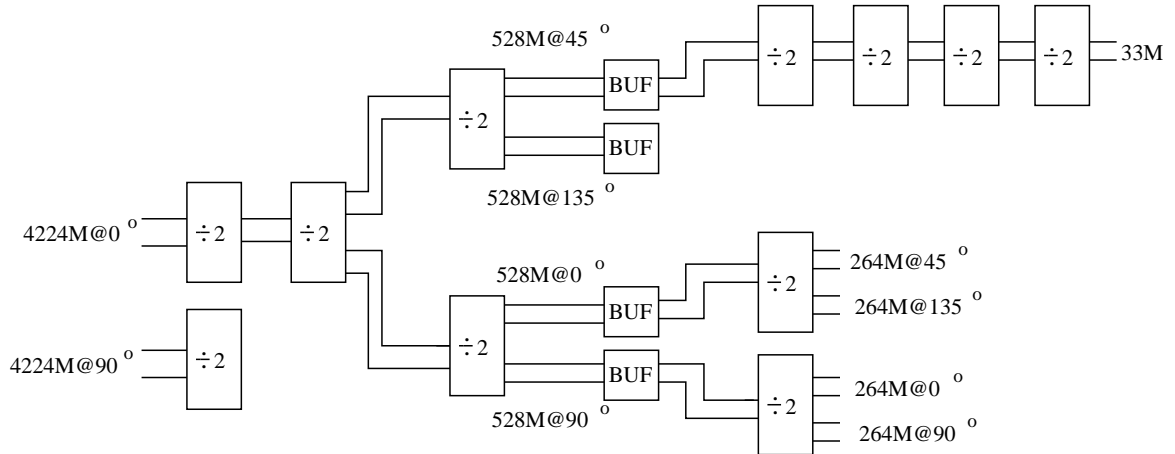 528M@45 o
÷2
÷2
÷2
÷2
33M
BUF
÷2
BUF
528M@135 o
4224M@0 o
÷2
÷2
528M@0 o
BUF
÷2
264M@45 o
264M@135 o
4224M@90 o
÷2
÷2
BUF
528M@90 o
÷2
264M@0 o
264M@90 o